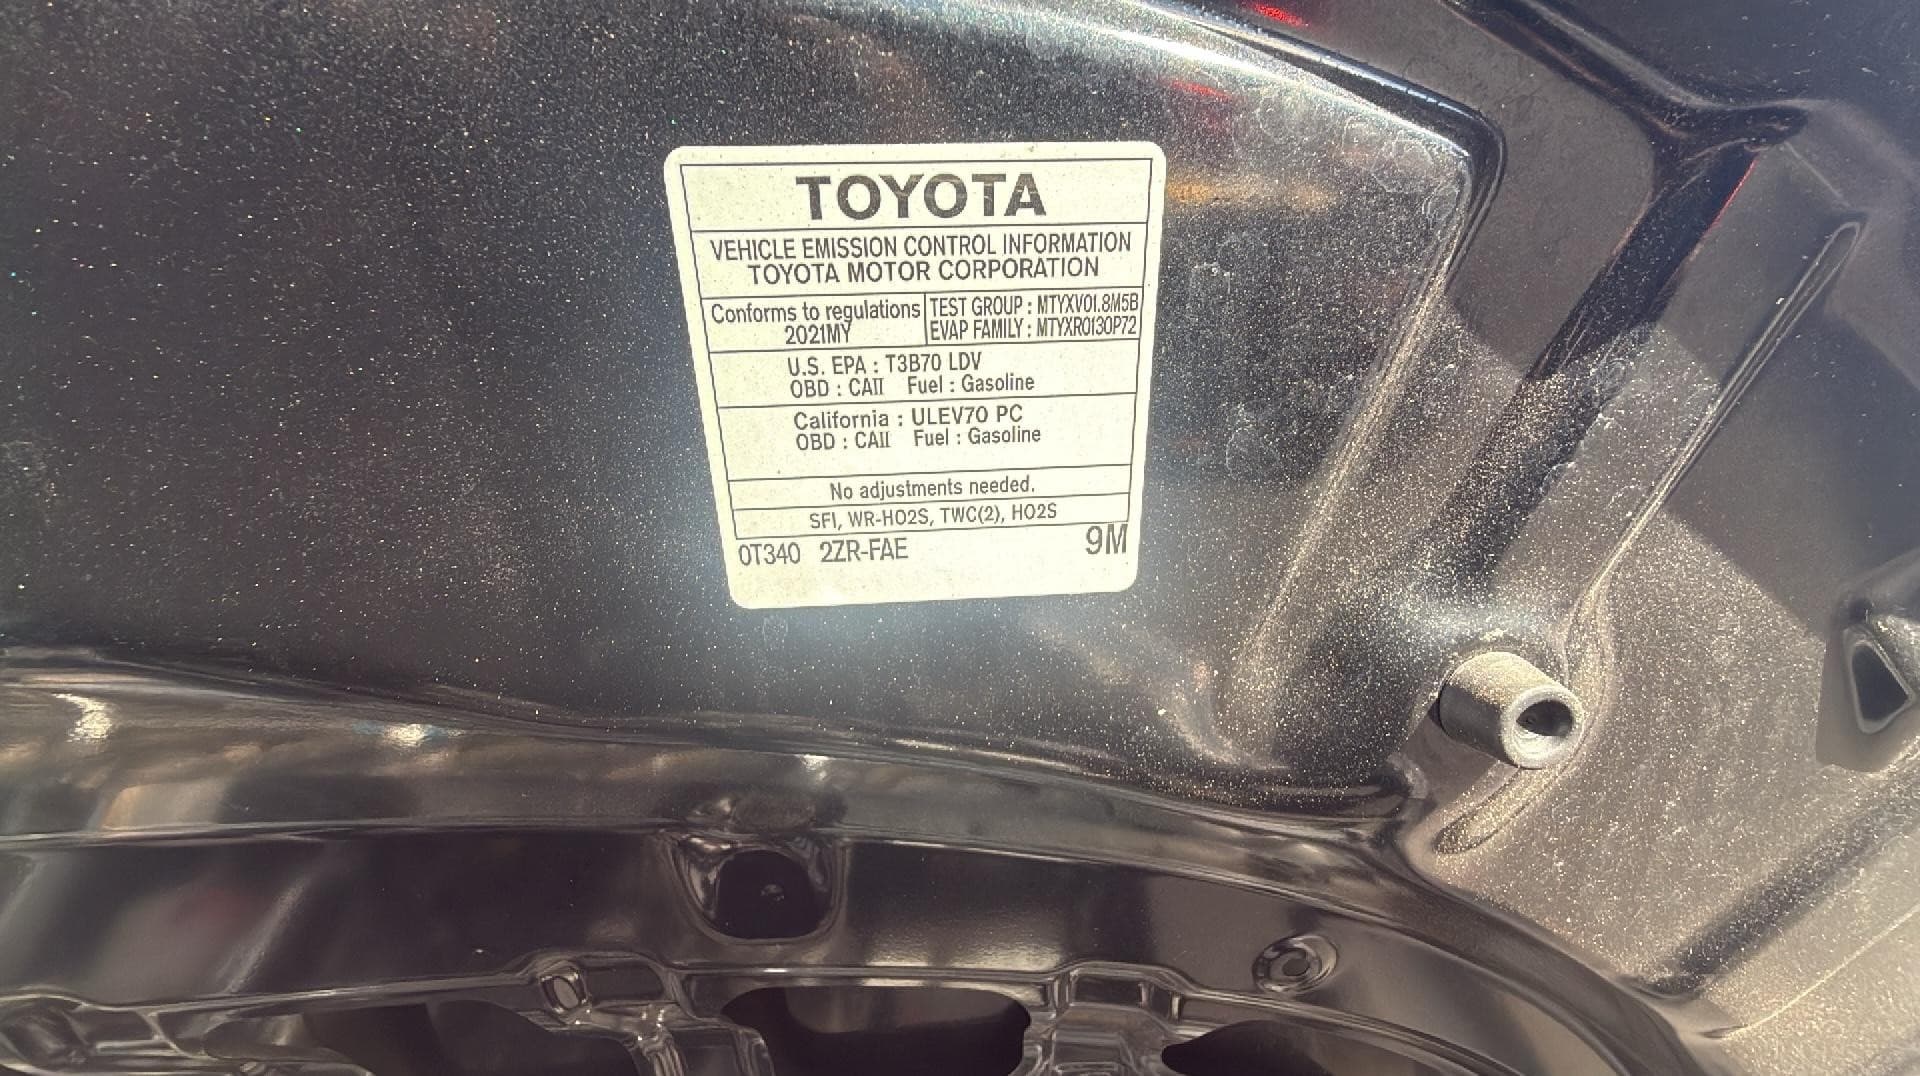 TOYOTA
VEHICLE EMISSION CONTROL INFORMATION
TOYOTA MOTOR CORPORATION
Conforms to regulations
2021MY
TEST GROUP : MTYXV01.8M5B
EVAP FAMILY : MTYXR0130P72
U.S. EPA : T3B70 LDV
OBD : CAII Fuel : Gasoline
California : ULEV70 PC
OBD : CAII Fuel : Gasoline
No adjustments needed.
SFI, WR-HO2S, TWC(2), HO2S
0T340 2ZR-FAE 9M